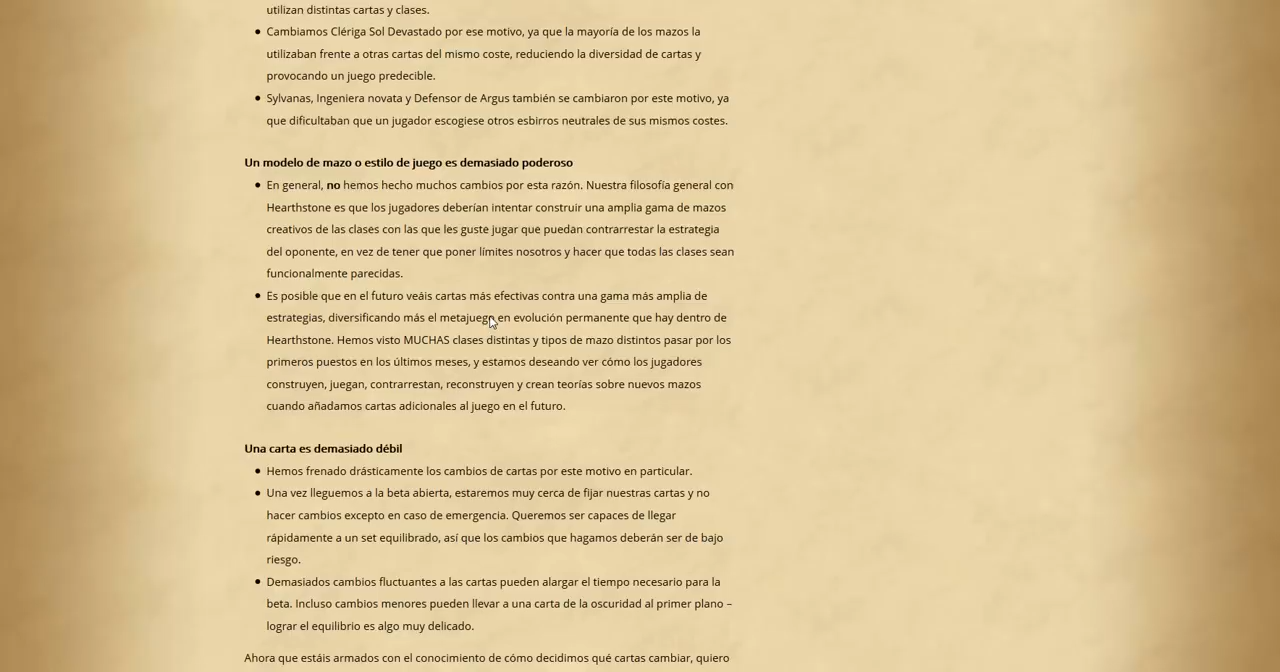 utilizan distintas cartas y clases.
● Cambiamos Clériga Sol Devastado por ese motivo, ya que la mayoría de los mazos la
utilizaban frente a otras cartas del mismo coste, reduciendo la diversidad de cartas y
provocando un juego predecible.
● Sylvanas, Ingeniera novata y Defensor de Argus también se cambiaron por este motivo, ya
que dificultaban que un jugador escogiese otros esbirros neutrales de sus mismos costes.
Un modelo de mazo o estilo de juego es demasiado poderoso
● En general, no hemos hecho muchos cambios por esta razón. Nuestra filosofía general con
Hearthstone es que los jugadores deberían intentar construir una amplia gama de mazos
creativos de las clases con las que les guste jugar que puedan contrarrestar la estrategia
del oponente, en vez de tener que poner límites nosotros y hacer que todas las clases sean
funcionalmente parecidas.
● Es posible que en el futuro veáis cartas más efectivas contra una gama más amplia de
estrategias, diversificando más el metajuego en evolución permanente que hay dentro de
Hearthstone. Hemos visto MUCHAS clases distintas y tipos de mazo distintos pasar por los
primeros puestos en los últimos meses, y estamos deseando ver cómo los jugadores
construyen, juegan, contrarrestan, reconstruyen y crean teorías sobre nuevos mazos
cuando añadamos cartas adicionales al juego en el futuro.
Una carta es demasiado débil
● Hemos frenado drásticamente los cambios de cartas por este motivo en particular.
● Una vez lleguemos a la beta abierta, estaremos muy cerca de fijar nuestras cartas y no
hacer cambios excepto en caso de emergencia. Queremos ser capaces de llegar
rápidamente a un set equilibrado, así que los cambios que hagamos deberán ser de bajo
riesgo.
● Demasiados cambios fluctuantes a las cartas pueden alargar el tiempo necesario para la
beta. Incluso cambios menores pueden llevar a una carta de la oscuridad al primer plano –
lograr el equilibrio es algo muy delicado.
Ahora que estáis armados con el conocimiento de cómo decidimos qué cartas cambiar, quiero